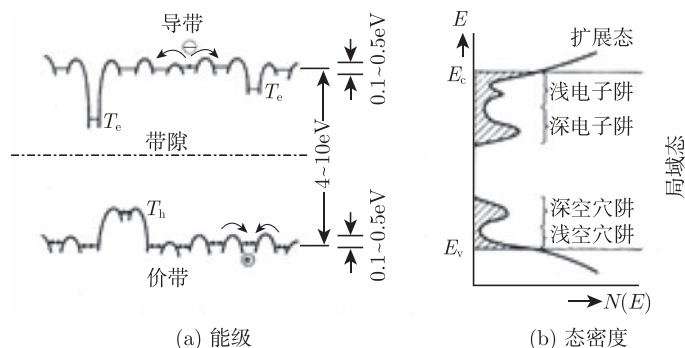 导带
⊖
T_e
T_e
带隙
4~10eV
0.1~0.5eV
T_h
0.1~0.5eV
价带
⊕
(a) 能级
E
扩展态
E_c
浅电子阱
深电子阱
局域态
深空穴阱
浅空穴阱
E_v
N(E)
(b) 态密度